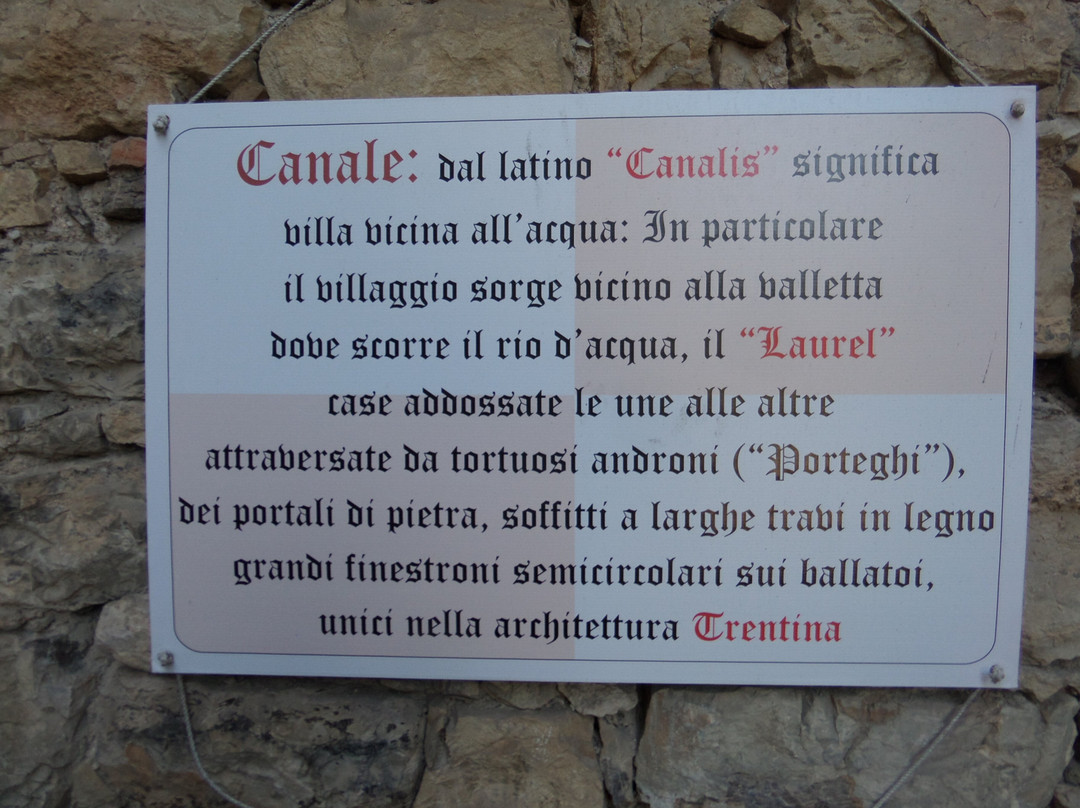 Canale: dal latino “Canalis” significa
villa vicina all’acqua: In particolare
il villaggio sorge vicino alla valletta
dove scorre il rio d’acqua, il “Laurel”
case addossate le une alle altre
attraversate da tortuosi androni (“Porteghi”),
dei portali di pietra, soffitti a larghe travi in legno
grandi finestroni semicircolari sui ballatoi,
unici nella architettura Trentina